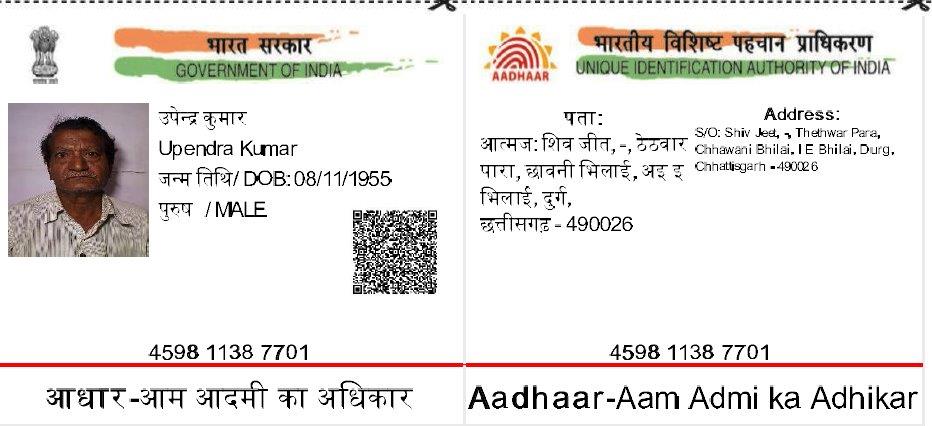 भारत सरकार
GOVERNMENT OF INDIA
उपेन्द्र कुमार
Upendra Kumar
जन्म तिथि/ DOB: 08/11/1955
पुरुष / MALE
4598 1138 7701
आधार-आम आदमी का अधिकार
भारतीय विशिष्ट पहचान प्राधिकरण
UNIQUE IDENTIFICATION AUTHORITY OF INDIA
AADHAAR
पता:
आत्मज: शिव जीत, -, ठेठवार
पारा, छावनी भिलाई, अइ इ
भिलाई, दुर्ग,
छत्तीसगढ़ - 490026
Address:
S/O: Shiv Jeet, -, Thethwar Para,
Chhawani Bhilai, I E Bhilai, Durg,
Chhattisgarh - 490026
4598 1138 7701
Aadhaar-Aam Admi ka Adhikar